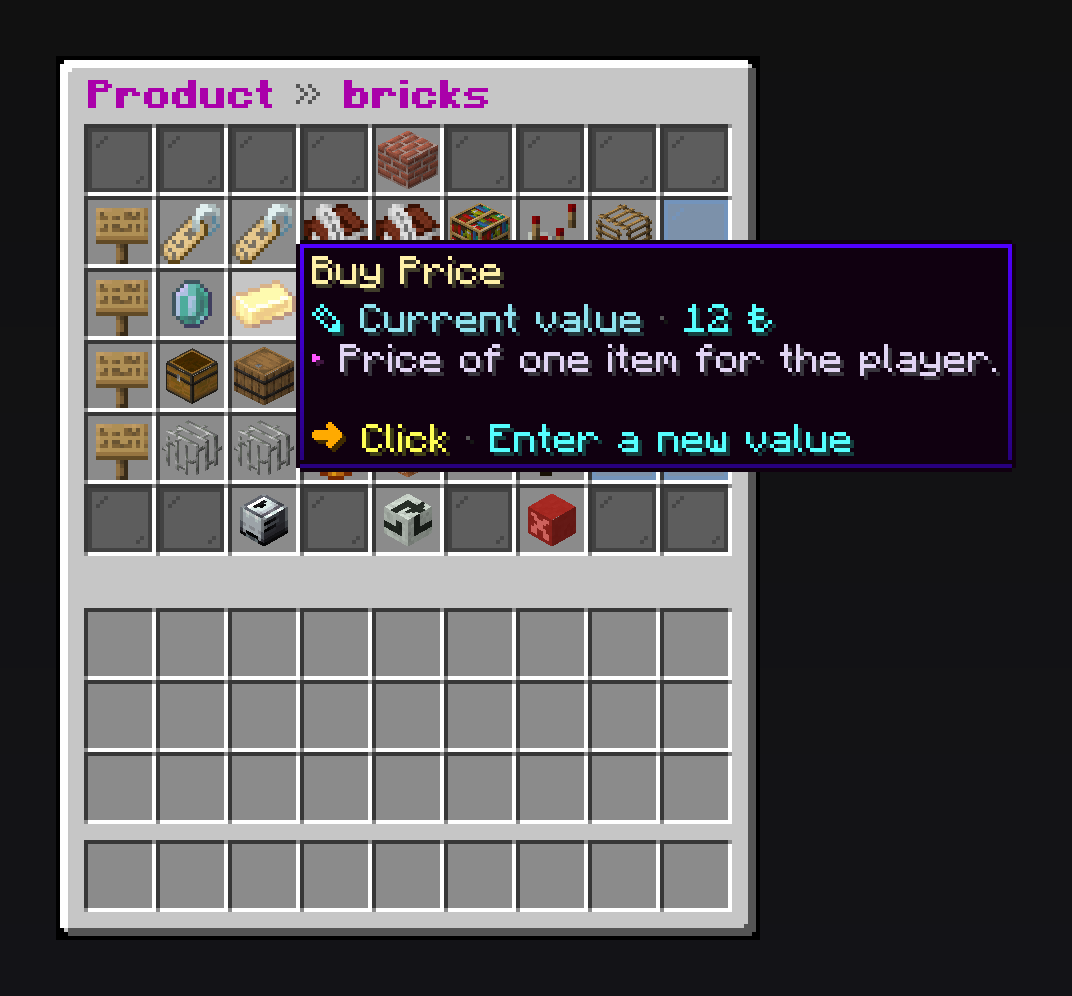 Product » bricks
Buy Price
✎ Current value · 12 ₺
▸ Price of one item for the player.
➡ Click · Enter a new value